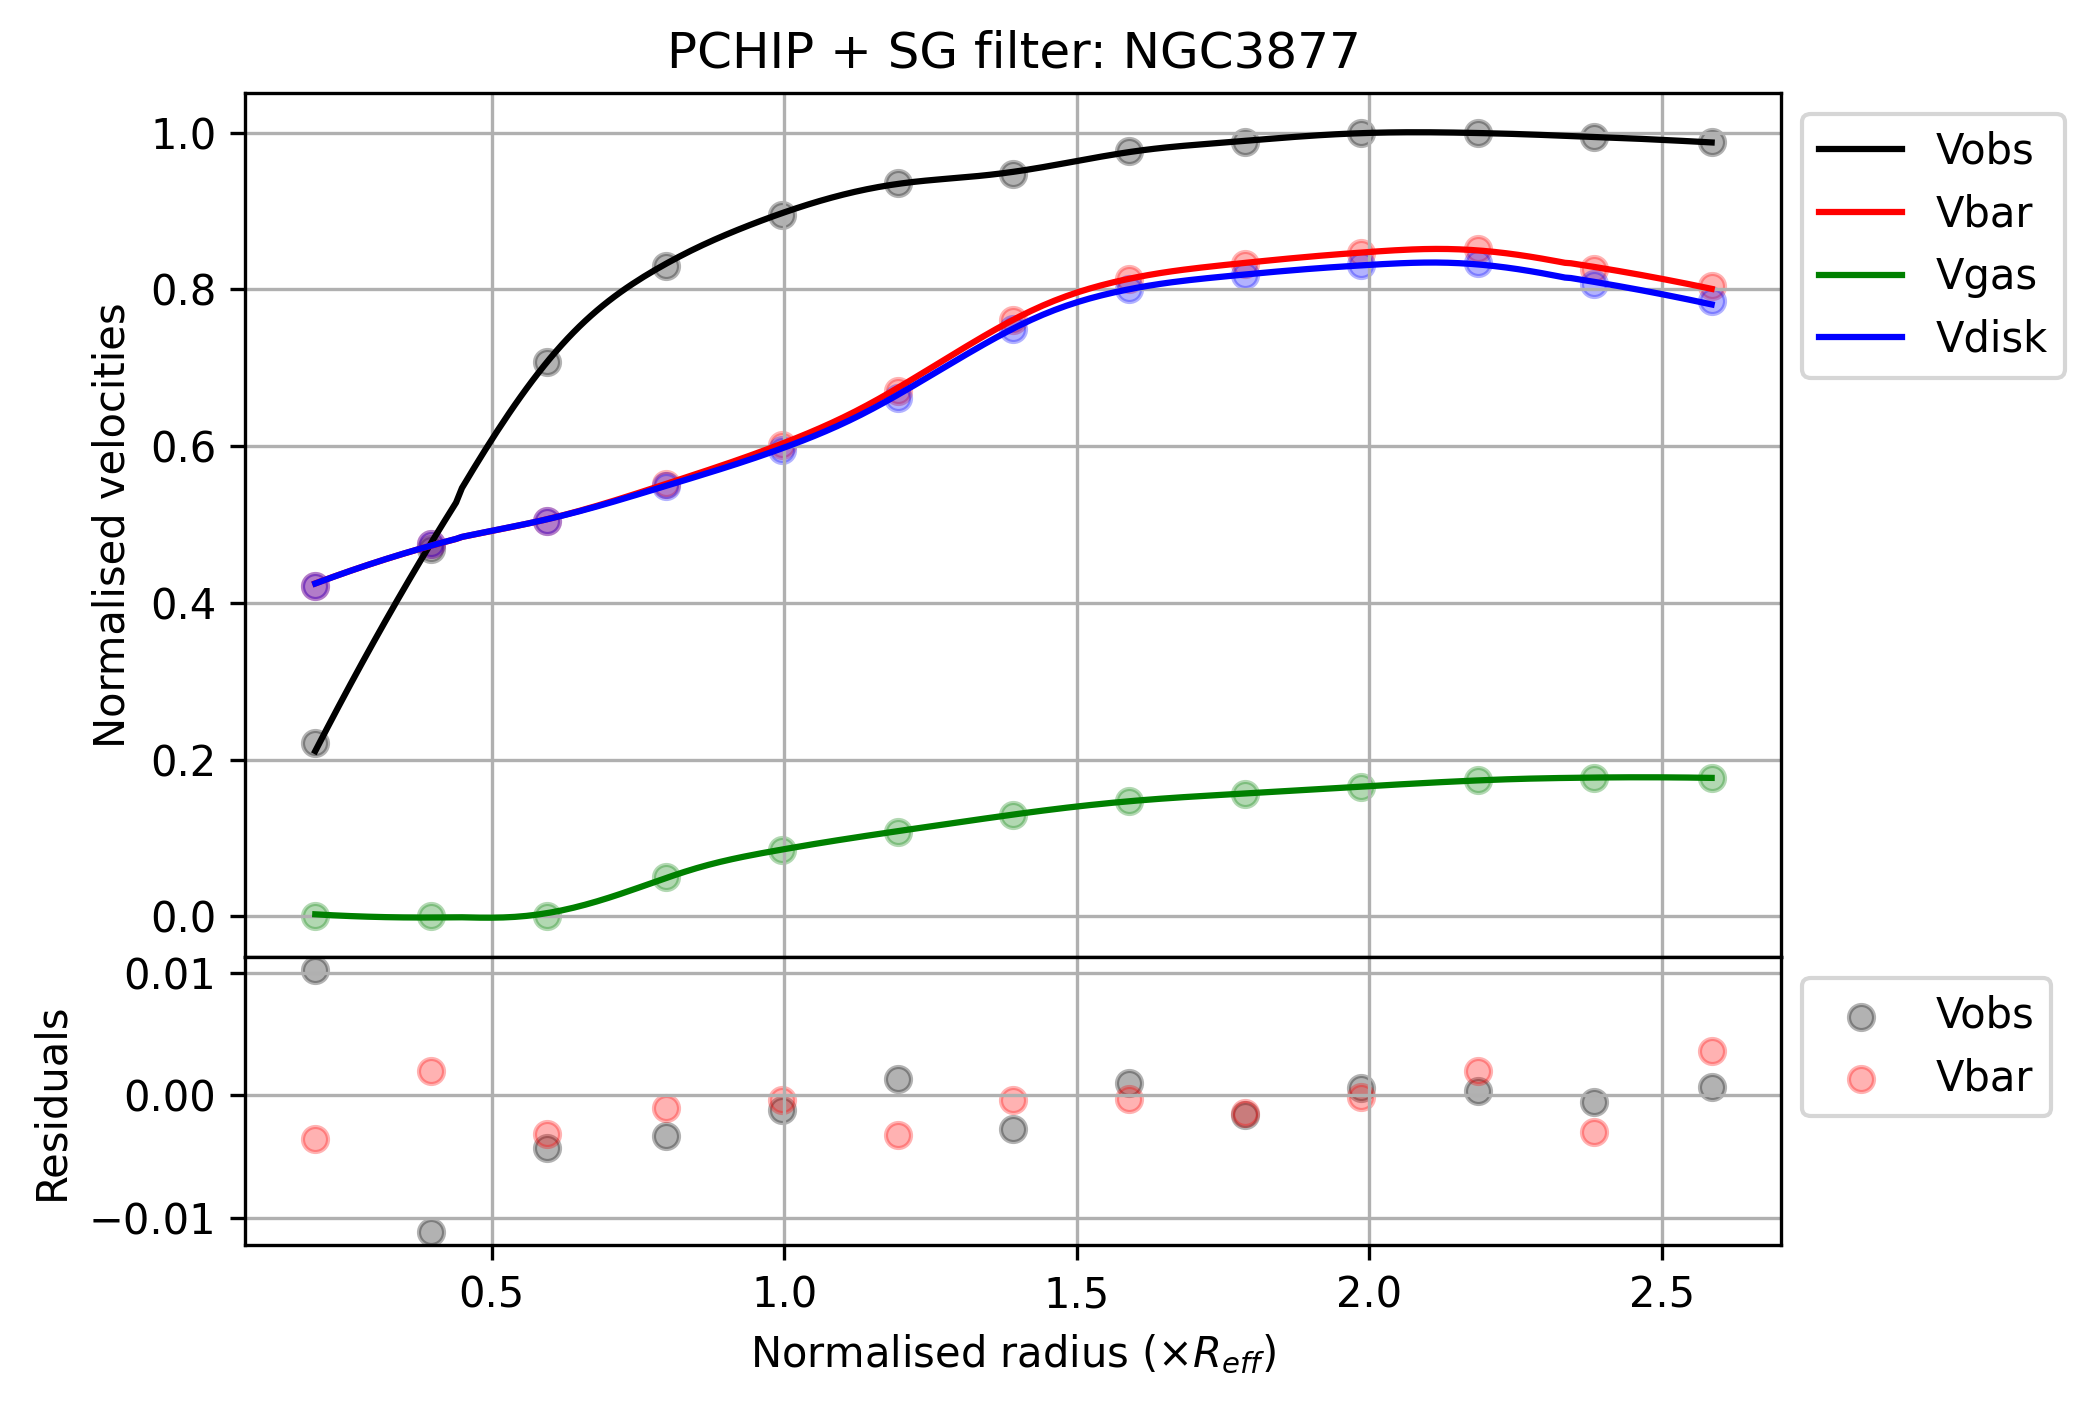 PCHIP + SG filter: NGC3877
Normalised velocities
1.0
0.8
0.6
0.4
0.2
0.0
Vobs
Vbar
Vgas
Vdisk
Residuals
0.01
0.00
−0.01
Vobs
Vbar
0.5 1.0 1.5 2.0 2.5
Normalised radius (×R_eff)